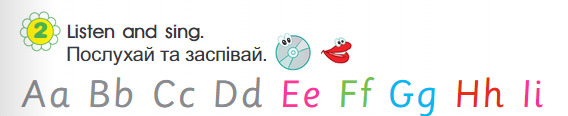 2 Listen and sing.
Послухай та заспівай.
Aa Bb Cc Dd Ee Ff Gg Hh Ii